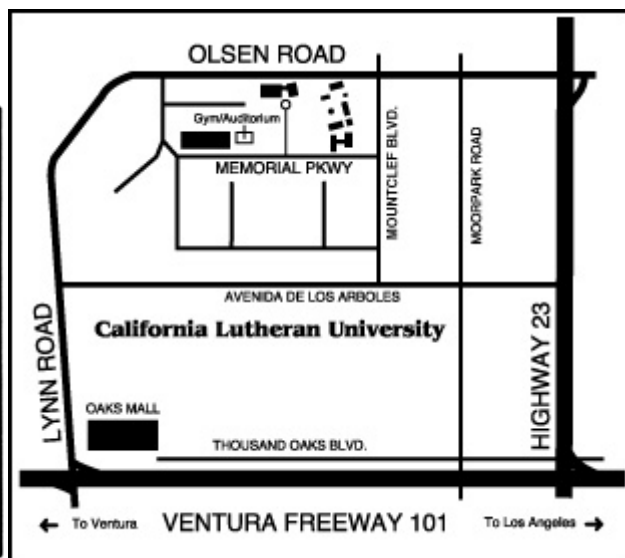 OLSEN ROAD
Gym/Auditorium
MEMORIAL PKWY
MOUNTCLEF BLVD.
MOORPARK ROAD
AVENIDA DE LOS ARBOLES
California Lutheran University
LYNN ROAD
HIGHWAY 23
OAKS MALL
THOUSAND OAKS BLVD.
← To Ventura
VENTURA FREEWAY 101
To Los Angeles →